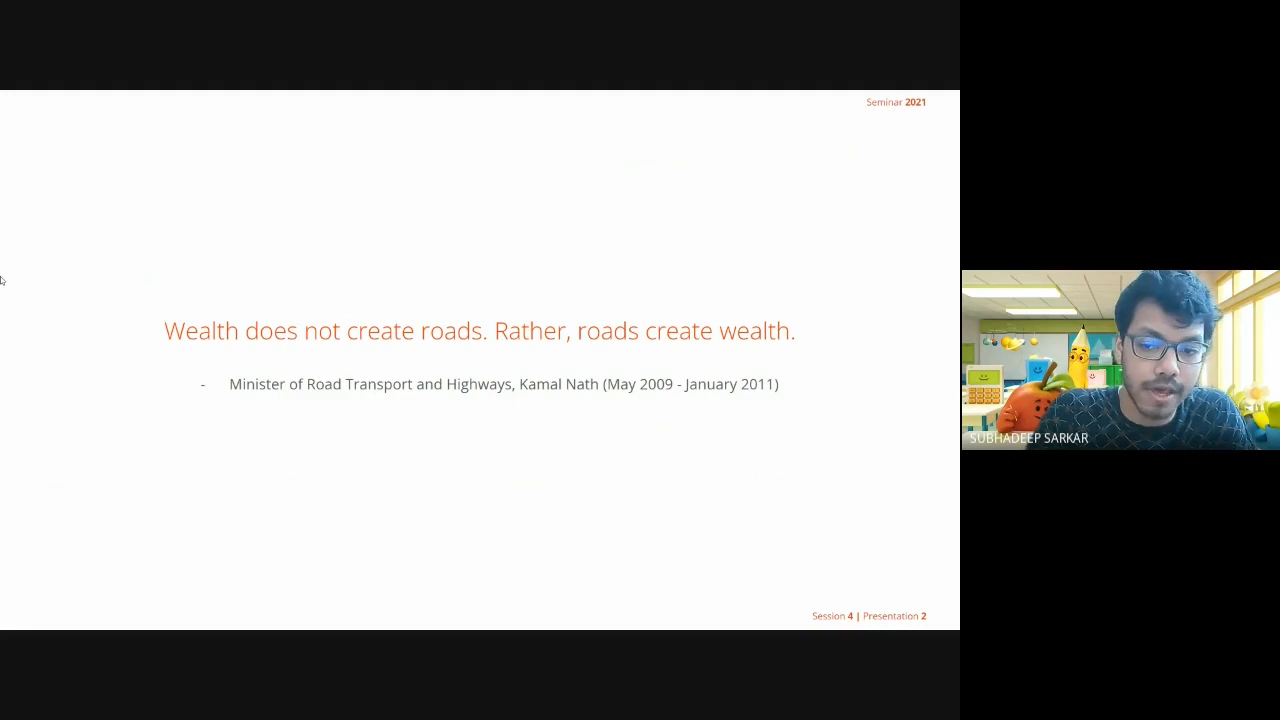 Seminar 2021
Wealth does not create roads. Rather, roads create wealth.
- Minister of Road Transport and Highways, Kamal Nath (May 2009 - January 2011)
SUBHADEEP SARKAR
Session 4 | Presentation 2